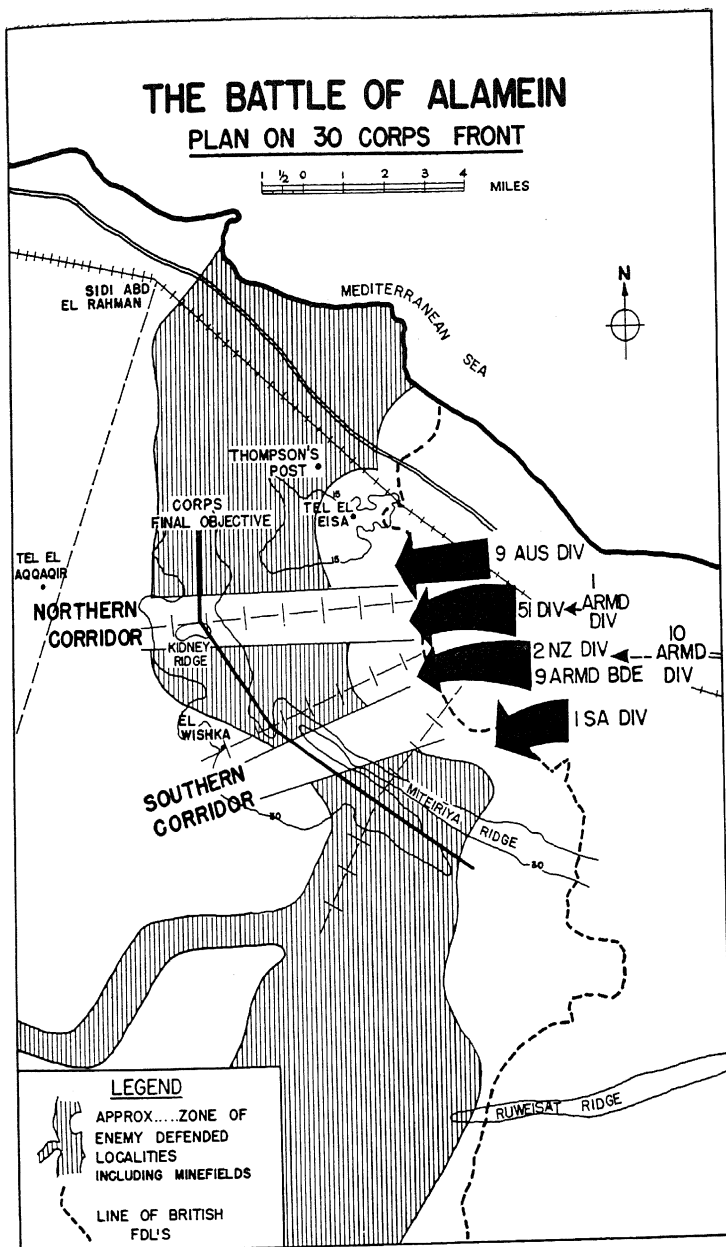 THE BATTLE OF ALAMEIN
PLAN ON 30 CORPS FRONT
1 ½ 0 1 2 3 4 MILES
N
SIDI ABD
EL RAHMAN
MEDITERRANEAN SEA
THOMPSON'S
POST
15
TEL EL
EISA
15
CORPS
FINAL OBJECTIVE
TEL EL
AQQAQIR
9 AUS DIV
NORTHERN
CORRIDOR
51 DIV
1
ARMD
DIV
KIDNEY
RIDGE
2 NZ DIV
9 ARMD BDE
10
ARMD
DIV
EL
WISHKA
1 SA DIV
SOUTHERN
CORRIDOR
30
MITEIRIYA RIDGE
30
RUWEISAT RIDGE
LEGEND
APPROX.....ZONE OF
ENEMY DEFENDED
LOCALITIES
INCLUDING MINEFIELDS
LINE OF BRITISH
FDL'S